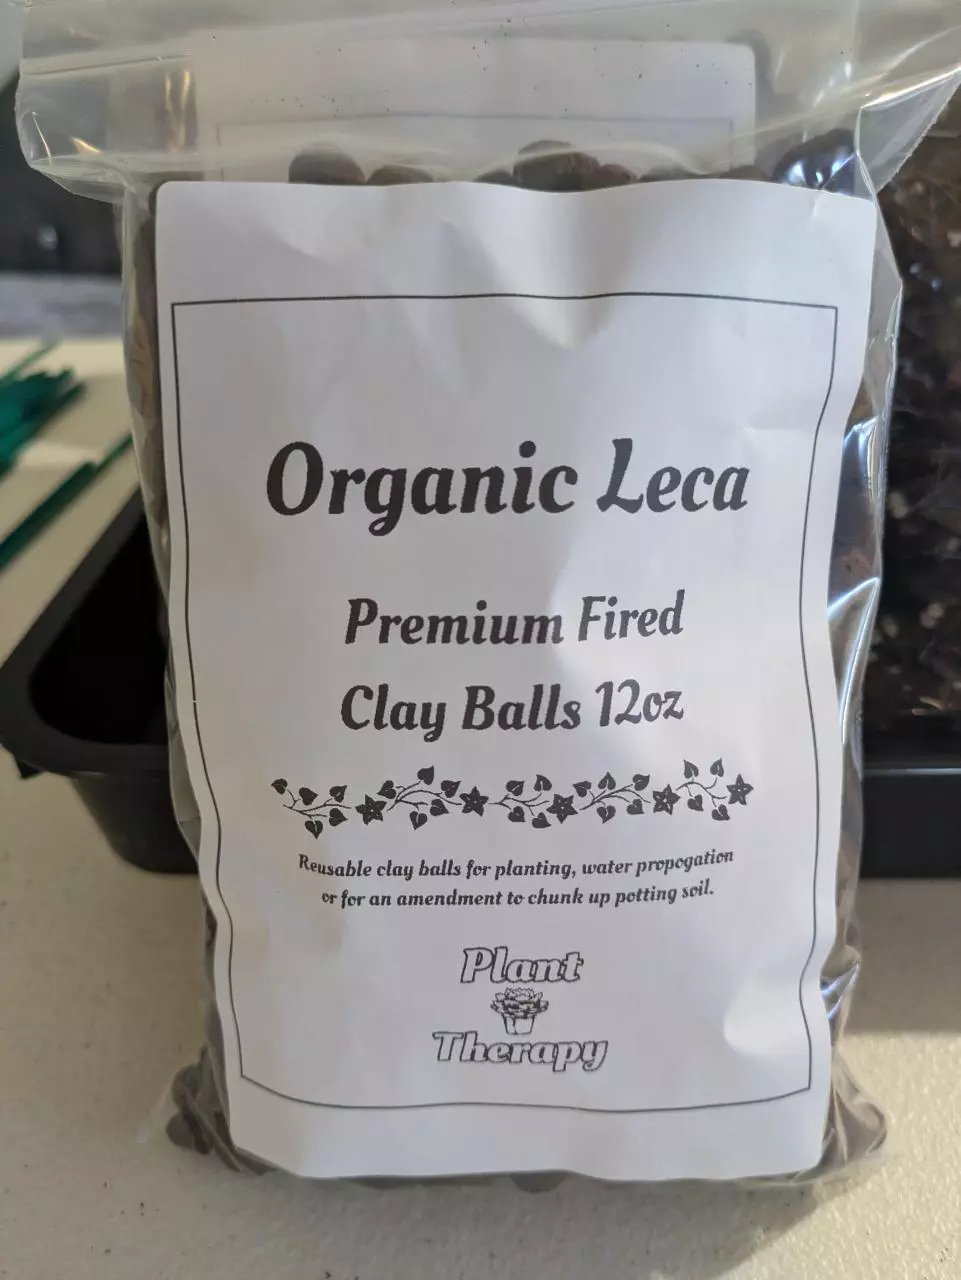 Organic Leca
Premium Fired
Clay Balls 12oz
Reusable clay balls for planting, water propogation
or for an amendment to chunk up potting soil.
Plant
Therapy